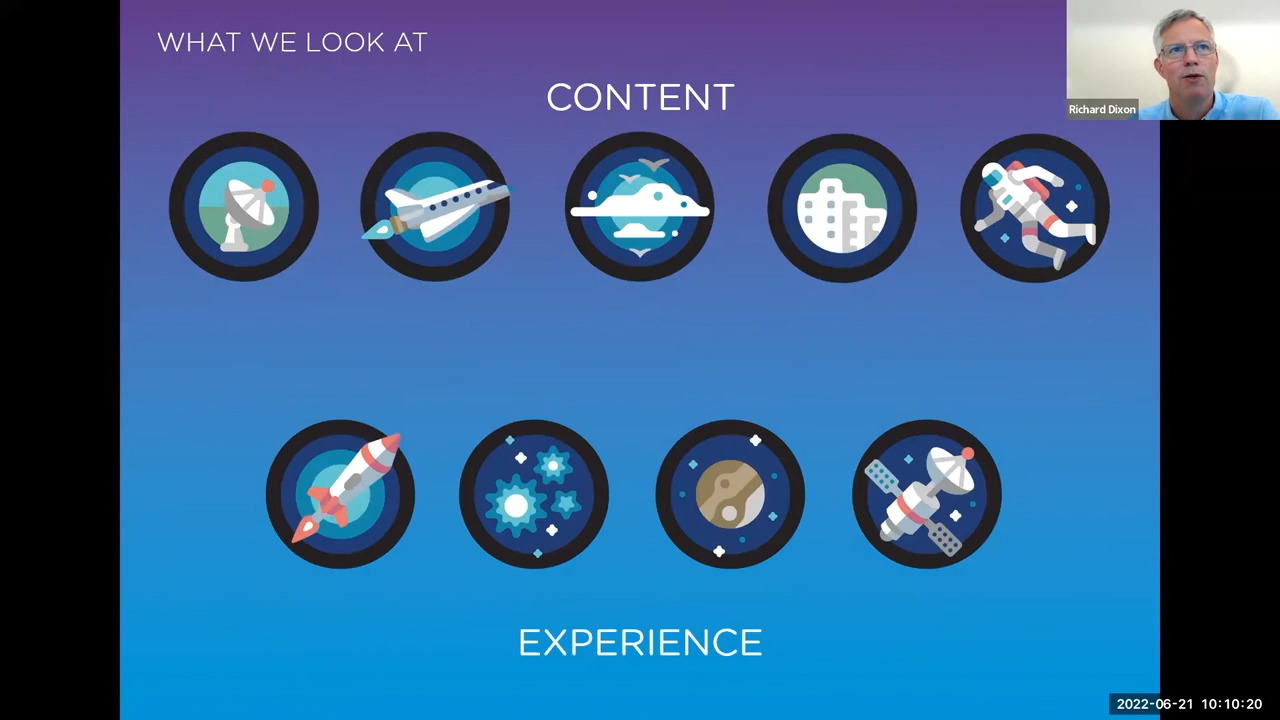 WHAT WE LOOK AT
CONTENT
Richard Dixon
EXPERIENCE
2022-06-21 10:10:20